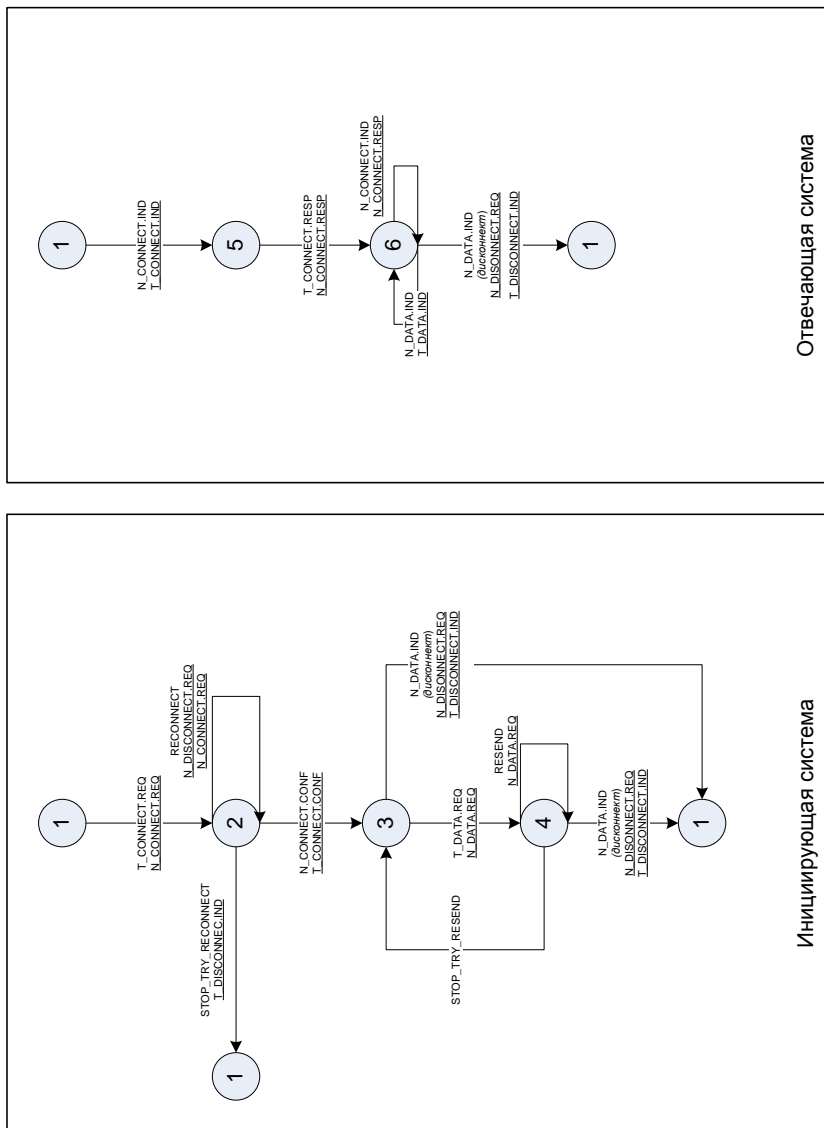 1
T_CONNECT.REQ
N_CONNECT.REQ
STOP_TRY_RECONNECT
T_DISCONNEC.IND
RECONNECT
N_DISCONNECT.REQ
N_CONNECT.REQ
1
2
N_CONNECT.CONF
T_CONNECT.CONF
3
N_DATA.IND
(дисконнект)
N_DISONNECT.REQ
T_DISCONNECT.IND
STOP_TRY_RESEND
T_DATA.REQ
N_DATA.REQ
RESEND
N_DATA.REQ
4
N_DATA.IND
(дисконнект)
N_DISONNECT.REQ
T_DISCONNECT.IND
1
Инициирующая система
1
N_CONNECT.IND
T_CONNECT.IND
5
T_CONNECT.RESP
N_CONNECT.RESP
N_CONNECT.IND
N_CONNECT.RESP
6
N_DATA.IND
T_DATA.IND
N_DATA.IND
(дисконнект)
N_DISONNECT.REQ
T_DISCONNECT.IND
1
Отвечающая система